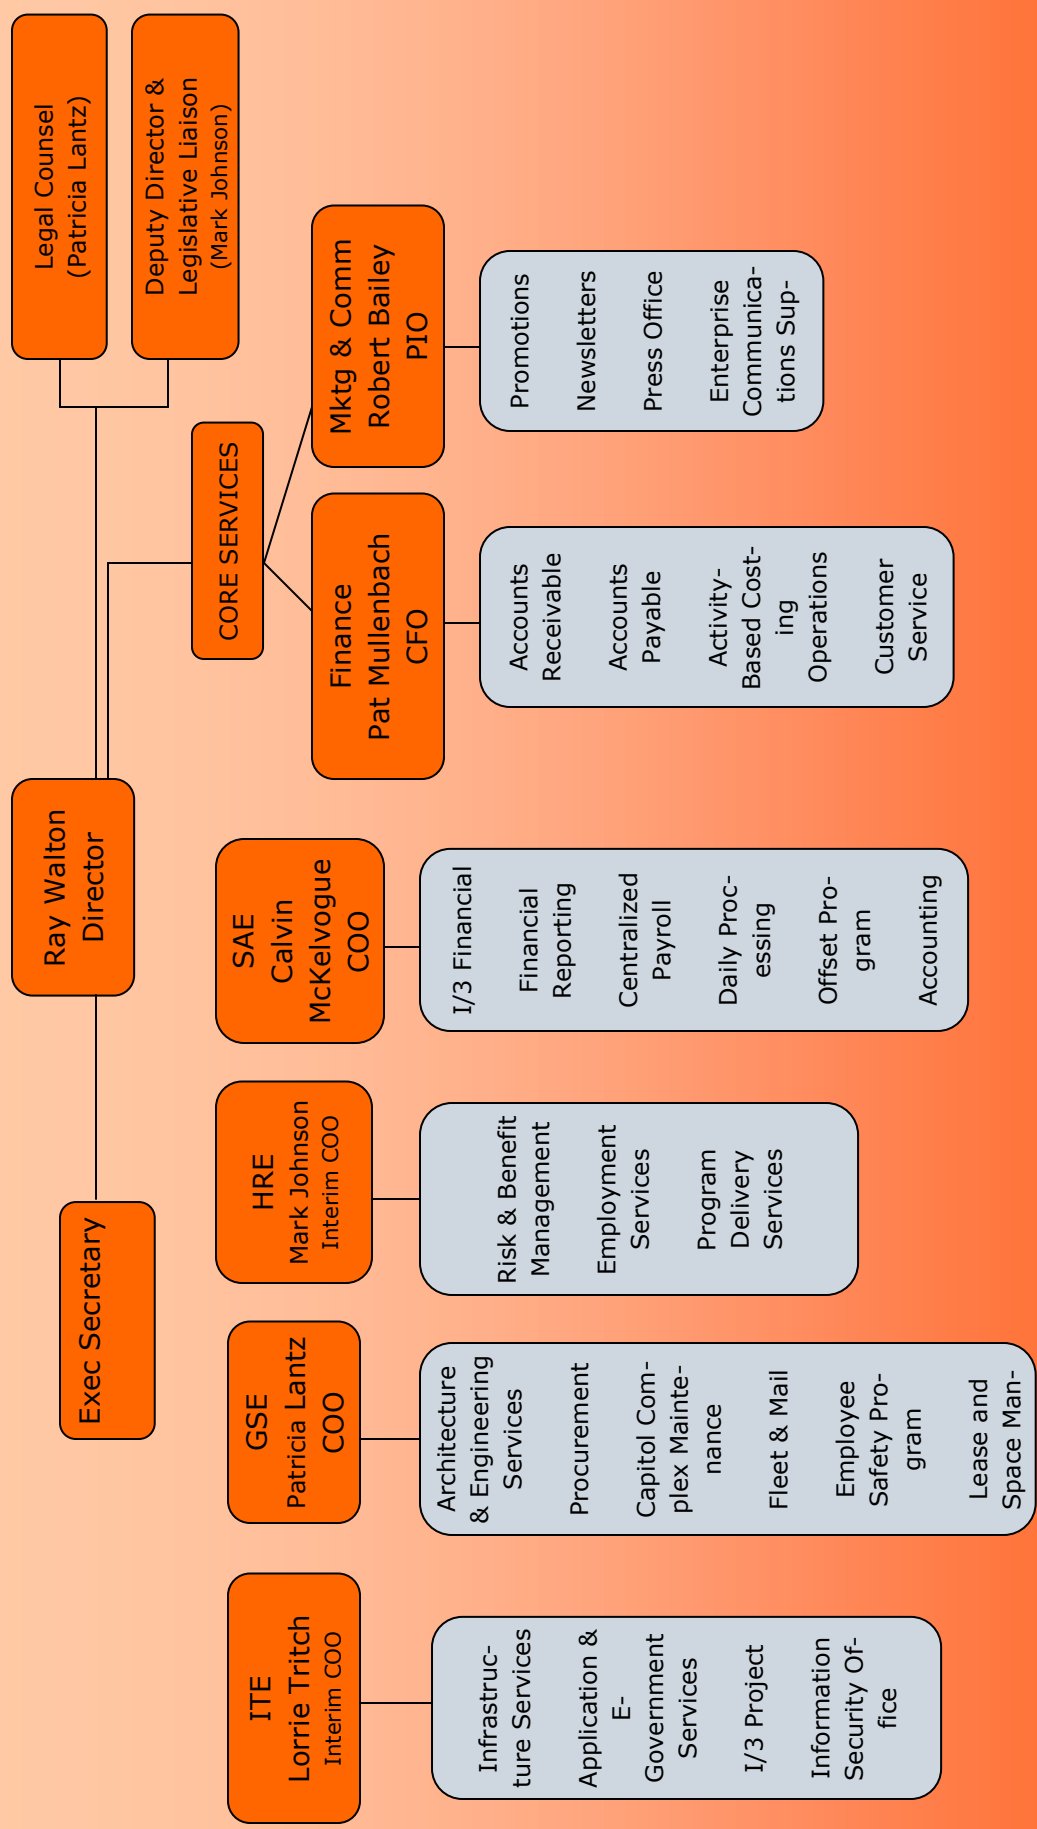 Ray Walton
Director
Exec Secretary
Legal Counsel
(Patricia Lantz)
Deputy Director &
Legislative Liaison
(Mark Johnson)
CORE SERVICES
ITE
Lorrie Tritch
Interim COO
GSE
Patricia Lantz
COO
HRE
Mark Johnson
Interim COO
SAE
Calvin
McKelvogue
COO
Finance
Pat Mullenbach
CFO
Mktg & Comm
Robert Bailey
PIO
Infrastruc-
ture Services
Application &
E-
Government
Services
I/3 Project
Information
Security Of-
fice
Architecture
& Engineering
Services
Procurement
Capitol Com-
plex Mainte-
nance
Fleet & Mail
Employee
Safety Pro-
gram
Lease and
Space Man-
Risk & Benefit
Management
Employment
Services
Program
Delivery
Services
I/3 Financial
Financial
Reporting
Centralized
Payroll
Daily Proc-
essing
Offset Pro-
gram
Accounting
Accounts
Receivable
Accounts
Payable
Activity-
Based Cost-
ing
Operations
Customer
Service
Promotions
Newsletters
Press Office
Enterprise
Communica-
tions Sup-